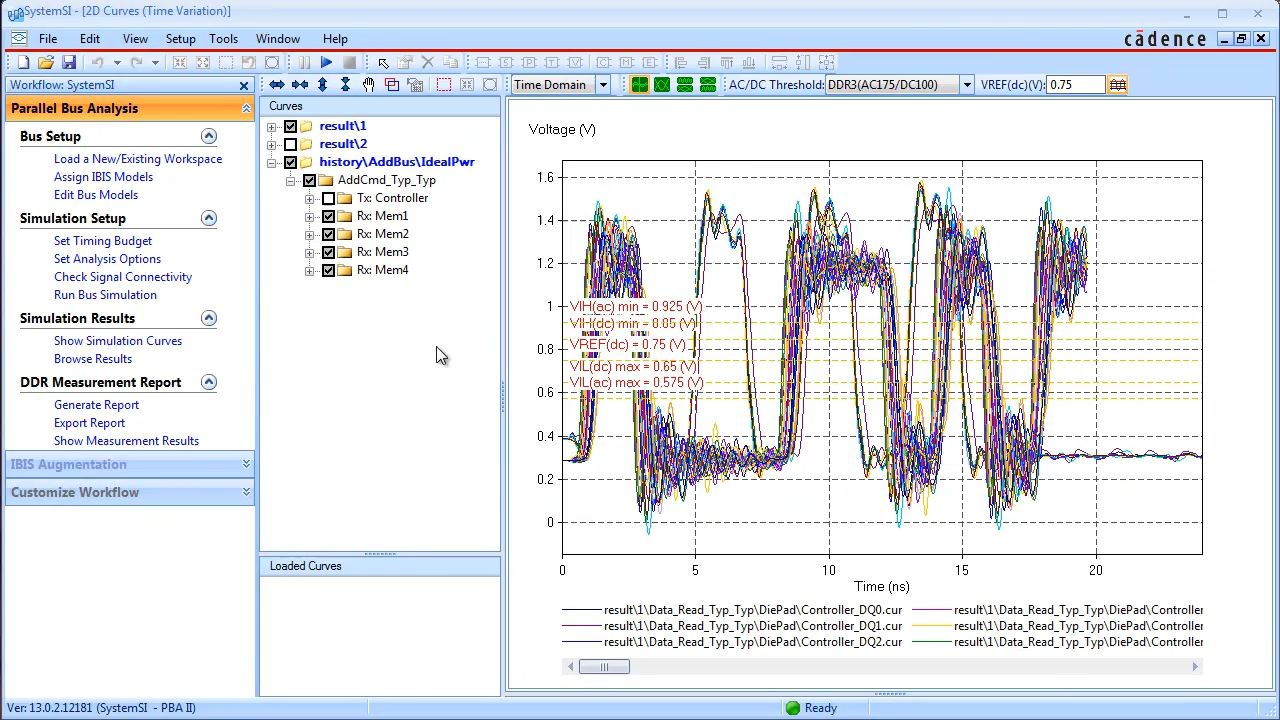 SystemSI - [2D Curves (Time Variation)]
File Edit View Setup Tools Window Help
cādence
Workflow: SystemSI
Time Domain
AC/DC Threshold: DDR3(AC175/DC100)
VREF(dc)(V): 0.75
Parallel Bus Analysis
Bus Setup
Load a New/Existing Workspace
Assign IBIS Models
Edit Bus Models
Simulation Setup
Set Timing Budget
Set Analysis Options
Check Signal Connectivity
Run Bus Simulation
Simulation Results
Show Simulation Curves
Browse Results
DDR Measurement Report
Generate Report
Export Report
Show Measurement Results
IBIS Augmentation
Customize Workflow
Curves
result\1
result\2
history\AddBus\IdealPwr
AddCmd_Typ_Typ
Tx: Controller
Rx: Mem1
Rx: Mem2
Rx: Mem3
Rx: Mem4
Loaded Curves
Voltage (V)
1.6
1.4
1.2
1
0.8
0.6
0.4
0.2
0
VIH(ac) min = 0.925 (V)
VIH(dc) min = 0.85 (V)
VREF(dc) = 0.75 (V)
VIL(dc) max = 0.65 (V)
VIL(ac) max = 0.575 (V)
0 5 10 15 20
Time (ns)
result\1\Data_Read_Typ_Typ\DiePad\Controller_DQ0.cur result\1\Data_Read_Typ_Typ\DiePad\Controller
result\1\Data_Read_Typ_Typ\DiePad\Controller_DQ1.cur result\1\Data_Read_Typ_Typ\DiePad\Controller
result\1\Data_Read_Typ_Typ\DiePad\Controller_DQ2.cur result\1\Data_Read_Typ_Typ\DiePad\Controller
Ver: 13.0.2.12181 (SystemSI - PBA II)
Ready